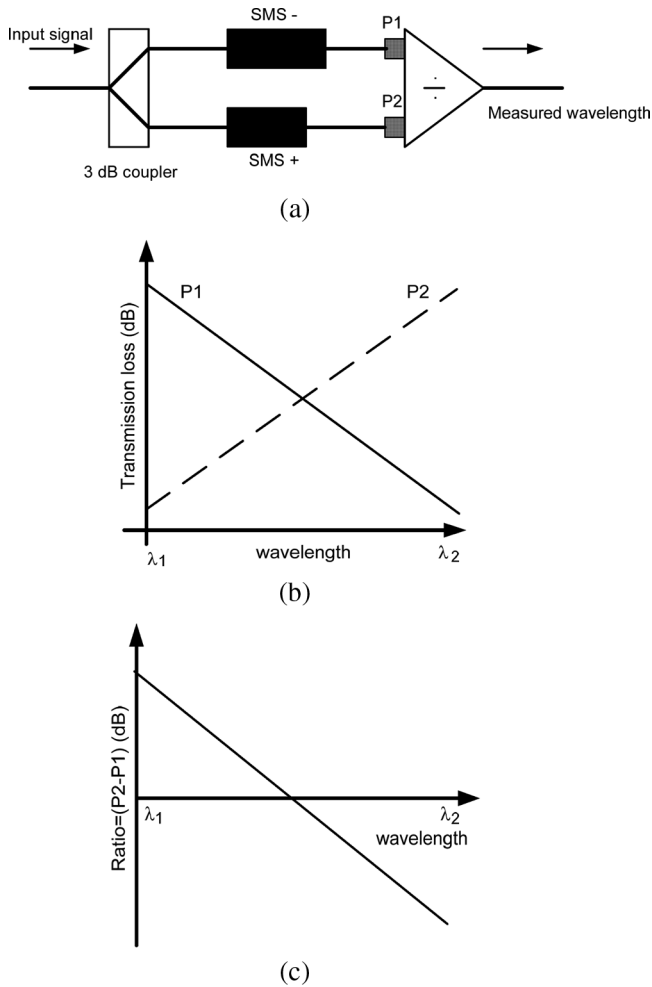 SMS -
Input signal
P1
÷
P2
Measured wavelength
SMS +
3 dB coupler
(a)
P1
P2
Transmission loss (dB)
λ1
wavelength
λ2
(b)
Ratio=(P2-P1) (dB)
λ1
λ2
wavelength
(c)